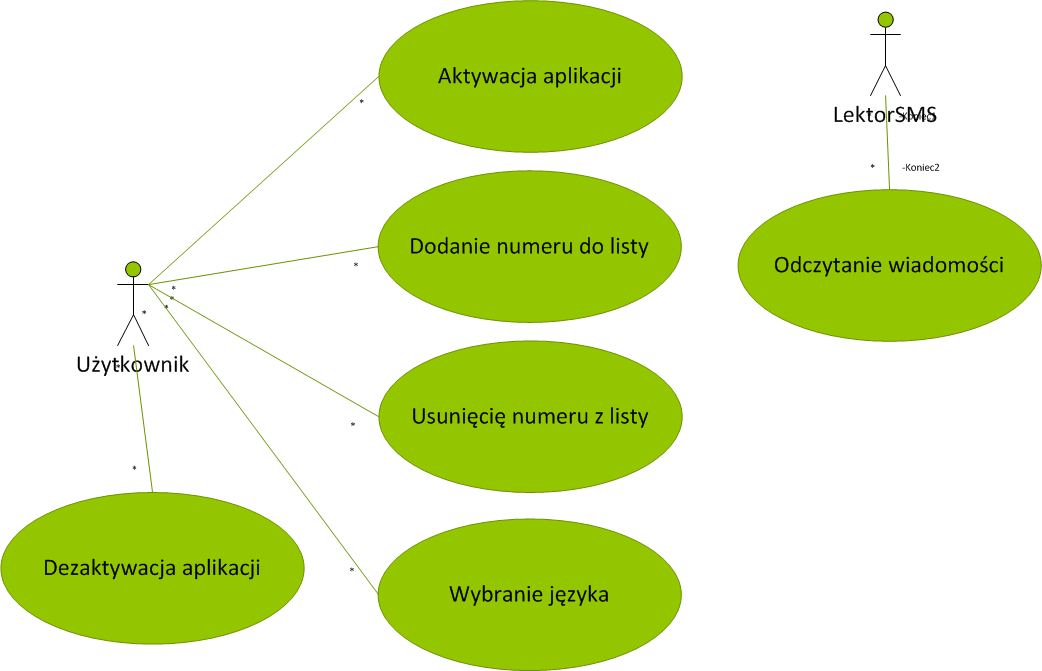 Aktywacja aplikacji
LektorSMS
*
* -Koniec2
Dodanie numeru do listy
*
Odczytanie wiadomości
*
*
*
*
Użytkownik
Usunięcię numeru z listy
*
*
Dezaktywacja aplikacji
*
Wybranie języka